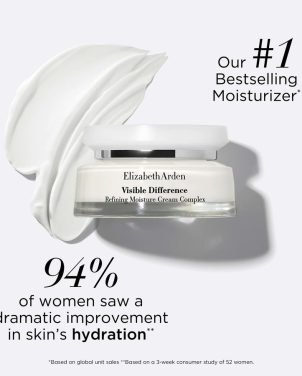 Our #1
Bestselling
Moisturizer*
Elizabeth Arden
Visible Difference
Refining Moisture Cream Complex
94%
of women saw a
dramatic improvement
in skin's hydration**
*Based on global unit sales **Based on a 3-week consumer study of 52 women.